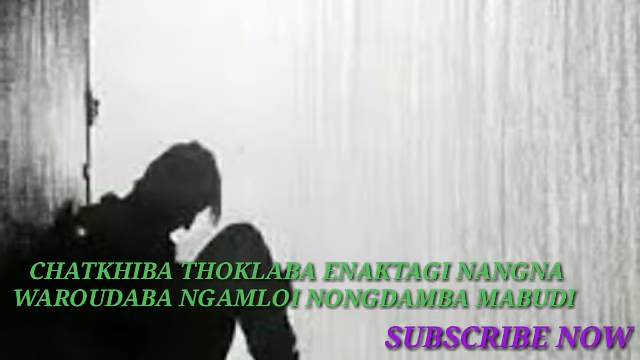 CHATKHIBA THOKLABA ENAKTAGI NANGNA
WAROUDABA NGAMLOI NONGDAMBA MABUDI
SUBSCRIBE NOW